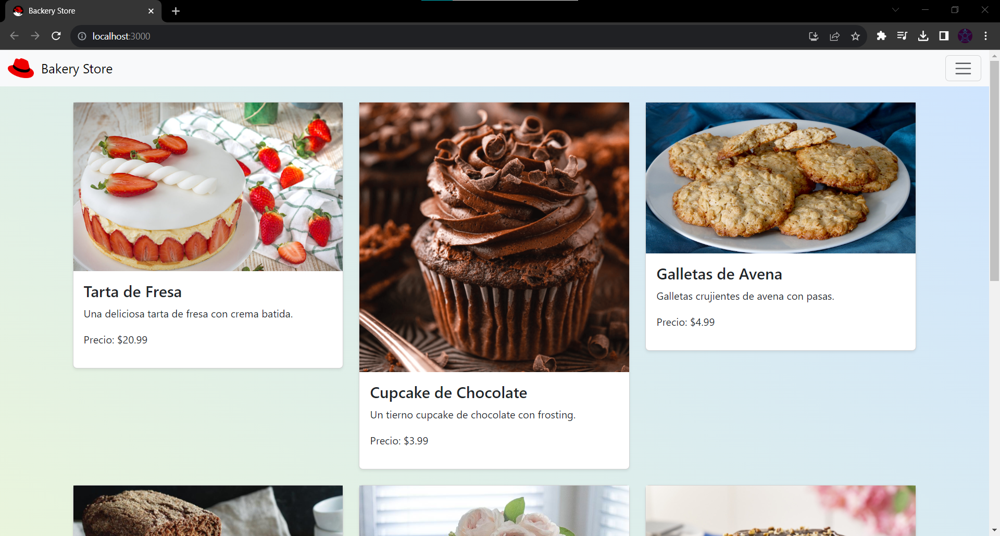 Backery Store
localhost:3000
Bakery Store
Tarta de Fresa
Una deliciosa tarta de fresa con crema batida.
Precio: $20.99
Cupcake de Chocolate
Un tierno cupcake de chocolate con frosting.
Precio: $3.99
Galletas de Avena
Galletas crujientes de avena con pasas.
Precio: $4.99